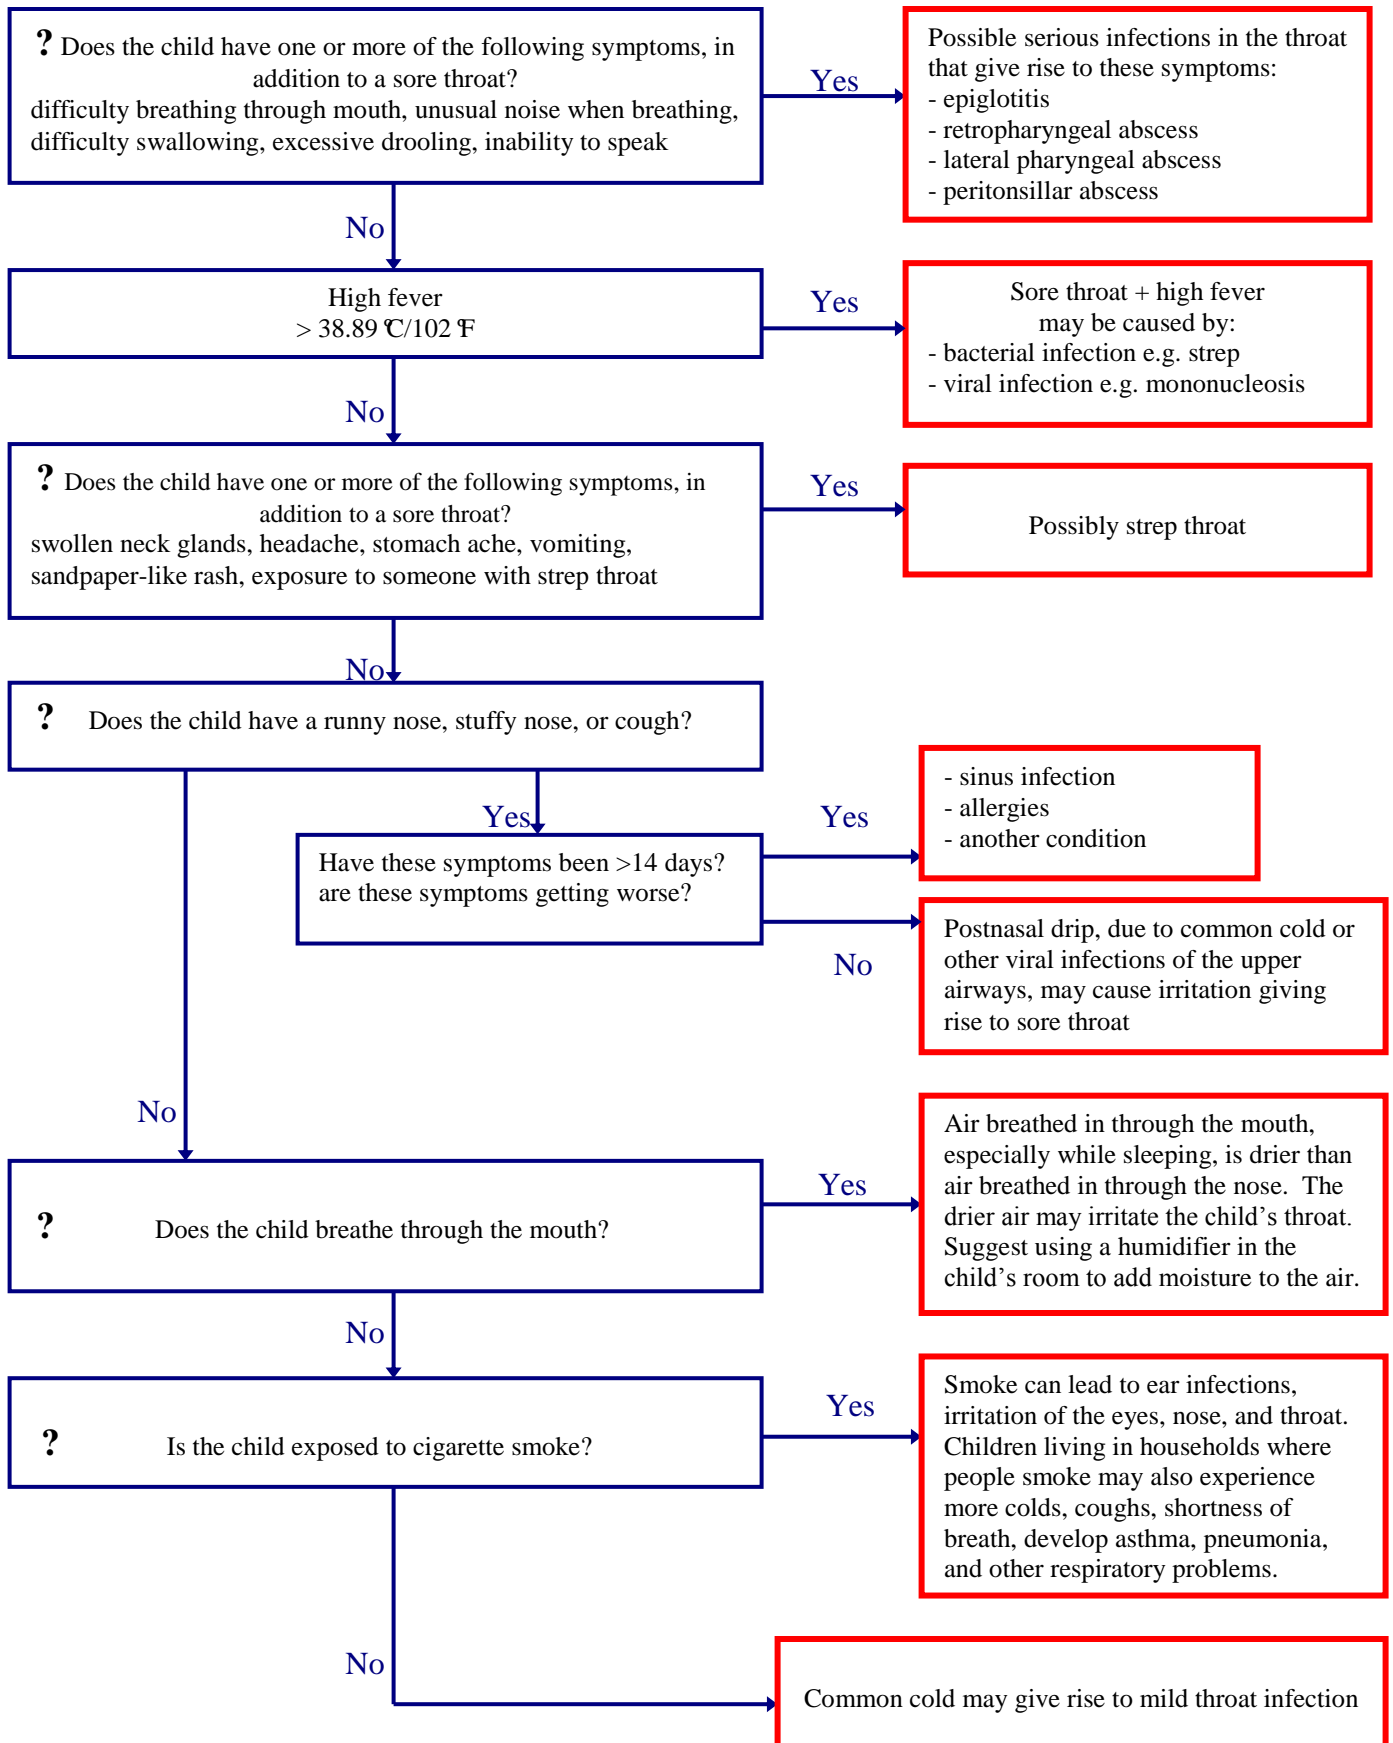 ? Does the child have one or more of the following symptoms, in
addition to a sore throat?
difficulty breathing through mouth, unusual noise when breathing,
difficulty swallowing, excessive drooling, inability to speak
Yes
Possible serious infections in the throat
that give rise to these symptoms:
- epiglotitis
- retropharyngeal abscess
- lateral pharyngeal abscess
- peritonsillar abscess
No
High fever
> 38.89 °C/102 °F
Yes
Sore throat + high fever
may be caused by:
- bacterial infection e.g. strep
- viral infection e.g. mononucleosis
No
? Does the child have one or more of the following symptoms, in
addition to a sore throat?
swollen neck glands, headache, stomach ache, vomiting,
sandpaper-like rash, exposure to someone with strep throat
Yes
Possibly strep throat
No
? Does the child have a runny nose, stuffy nose, or cough?
Yes
Have these symptoms been >14 days?
are these symptoms getting worse?
Yes
- sinus infection
- allergies
- another condition
No
Postnasal drip, due to common cold or
other viral infections of the upper
airways, may cause irritation giving
rise to sore throat
No
? Does the child breathe through the mouth?
Yes
Air breathed in through the mouth,
especially while sleeping, is drier than
air breathed in through the nose. The
drier air may irritate the child’s throat.
Suggest using a humidifier in the
child’s room to add moisture to the air.
No
? Is the child exposed to cigarette smoke?
Yes
Smoke can lead to ear infections,
irritation of the eyes, nose, and throat.
Children living in households where
people smoke may also experience
more colds, coughs, shortness of
breath, develop asthma, pneumonia,
and other respiratory problems.
No
Common cold may give rise to mild throat infection